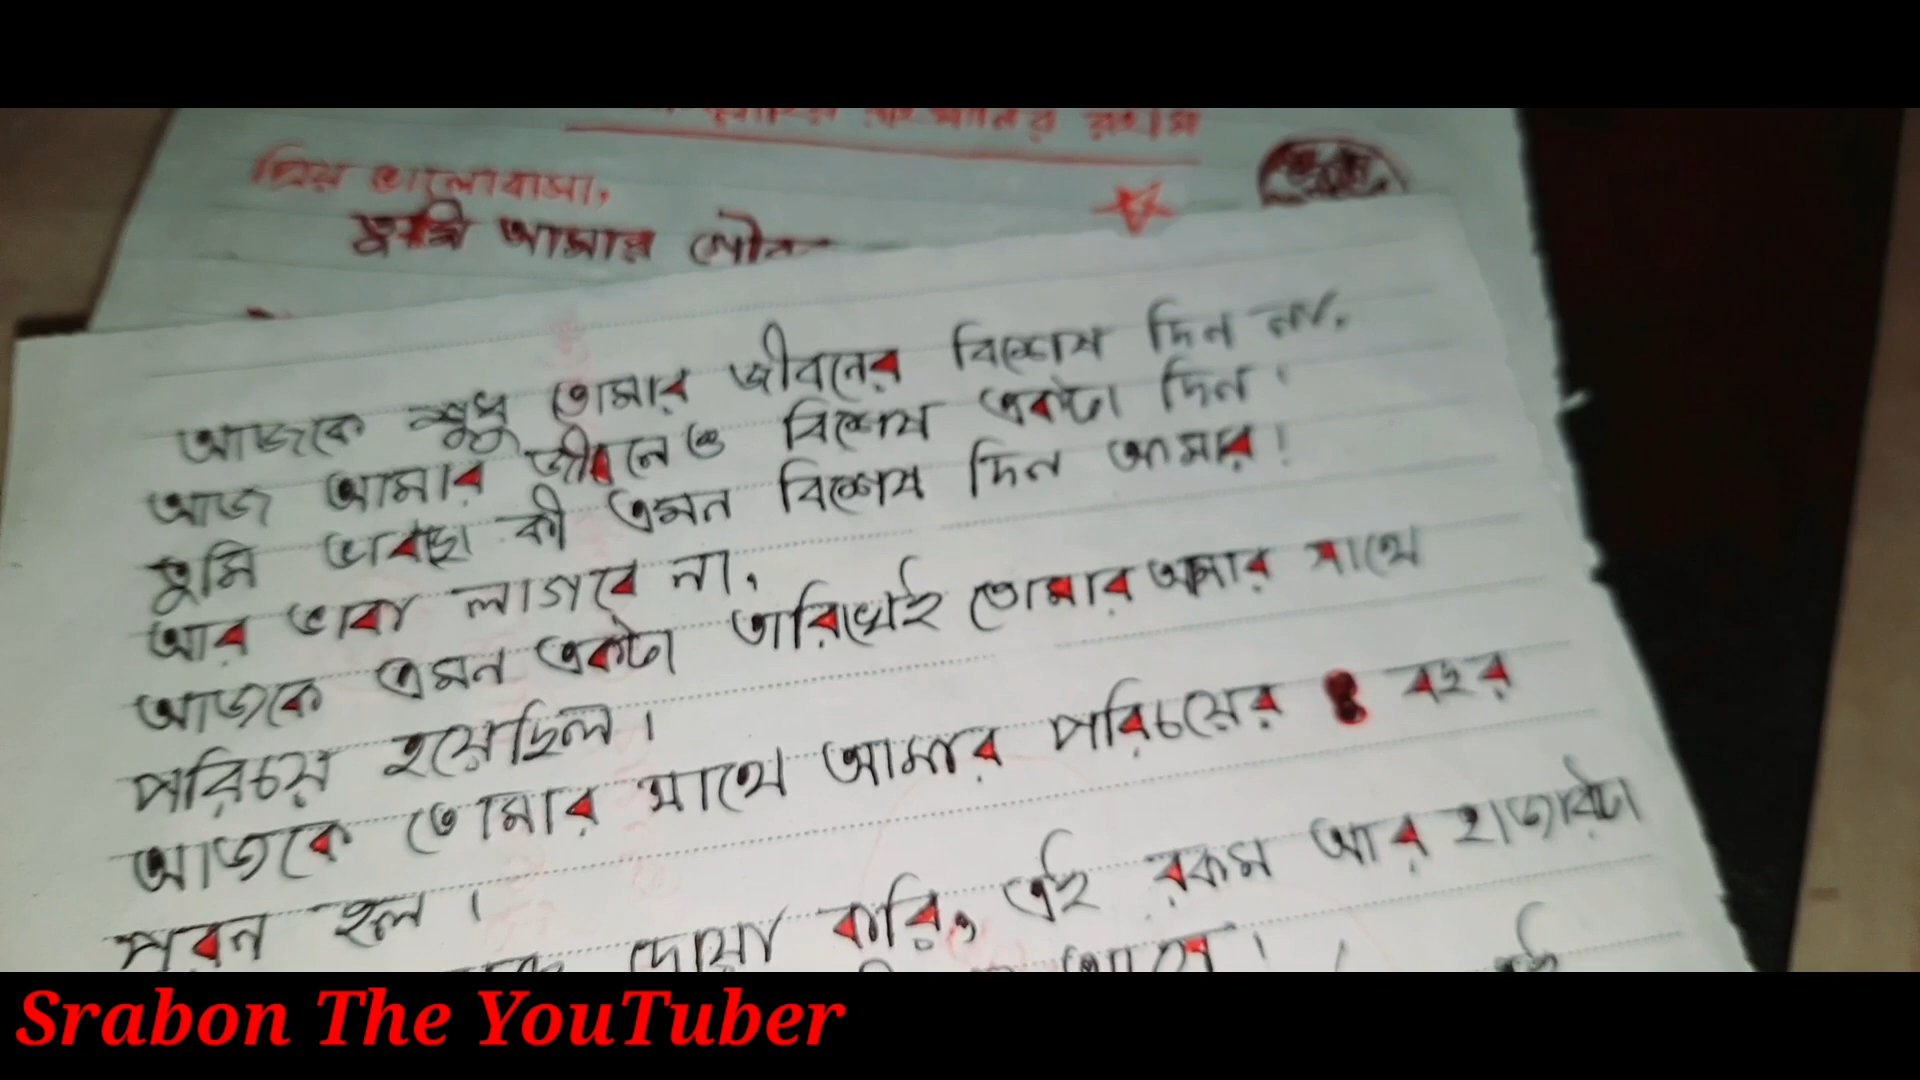 প্রিয় ভালোবাসা,
তুমি আমার
আজকে শুধু তোমার জীবনের বিশেষ দিন না,
আজ আমার জীবনেও বিশেষ একটা দিন।
তুমি ভাবছো কী এমন বিশেষ দিন আমার!
আর ভাবা লাগবে না,
আজকে এমন একটা তারিখেই তোমার আমার সাথে
পরিচয় হয়েছিল।
আজকে তোমার সাথে আমার পরিচয়ের ৪ বছর
পূরন হল।
দোয়া করি, এই রকম আর হাজারটা
Srabon The YouTuber